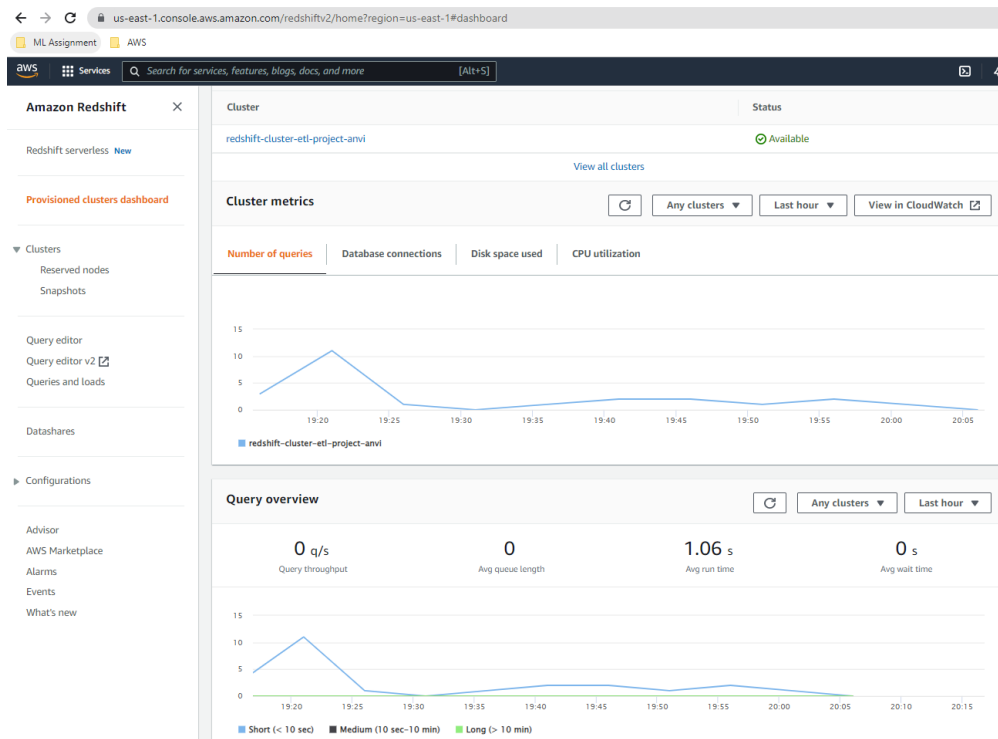 us-east-1.console.aws.amazon.com/redshiftv2/home?region=us-east-1#dashboard
ML Assignment AWS
aws Services Search for services, features, blogs, docs, and more [Alt+S]
Amazon Redshift
Redshift serverless New
Provisioned clusters dashboard
Clusters
Reserved nodes
Snapshots
Query editor
Query editor v2
Queries and loads
Datashares
Configurations
Advisor
AWS Marketplace
Alarms
Events
What's new
Cluster Status
redshift-cluster-etl-project-anvi Available
View all clusters
Cluster metrics Any clusters Last hour View in CloudWatch
Number of queries Database connections Disk space used CPU utilization
15
10
5
0
19:20 19:25 19:30 19:35 19:40 19:45 19:50 19:55 20:00 20:05
redshift-cluster-etl-project-anvi
Query overview Any clusters Last hour
0 q/s 0 1.06 s 0 s
Query throughput Avg queue length Avg run time Avg wait time
15
10
5
0
19:20 19:25 19:30 19:35 19:40 19:45 19:50 19:55 20:00 20:05 20:10 20:15
Short (< 10 sec) Medium (10 sec-10 min) Long (> 10 min)